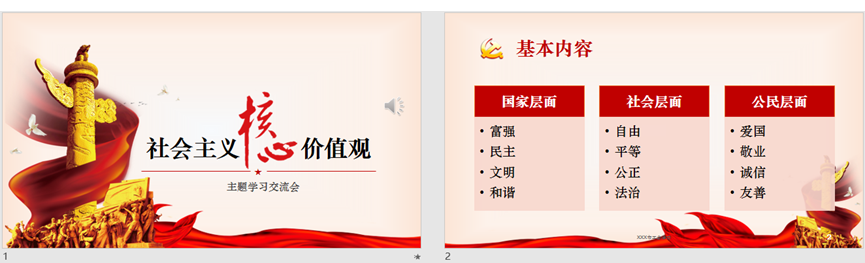 社会主义核心价值观
主题学习交流会
1
基本内容
国家层面
• 富强
• 民主
• 文明
• 和谐
社会层面
• 自由
• 平等
• 公正
• 法治
公民层面
• 爱国
• 敬业
• 诚信
• 友善
2